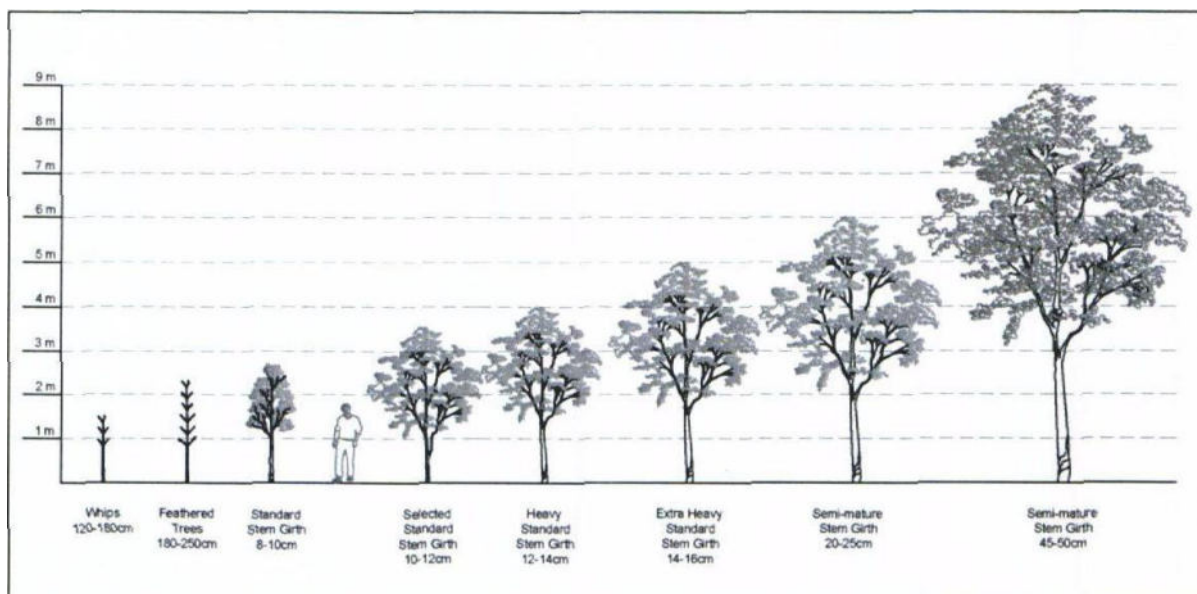 9 m
8 m
7 m
6 m
5 m
4 m
3 m
2 m
1 m
Whips
120-180cm
Feathered
Trees
180-250cm
Standard
Stem Girth
8-10cm
Selected
Standard
Stem Girth
10-12cm
Heavy
Standard
Stem Girth
12-14cm
Extra Heavy
Standard
Stem Girth
14-16cm
Semi-mature
Stem Girth
20-25cm
Semi-mature
Stem Girth
45-50cm